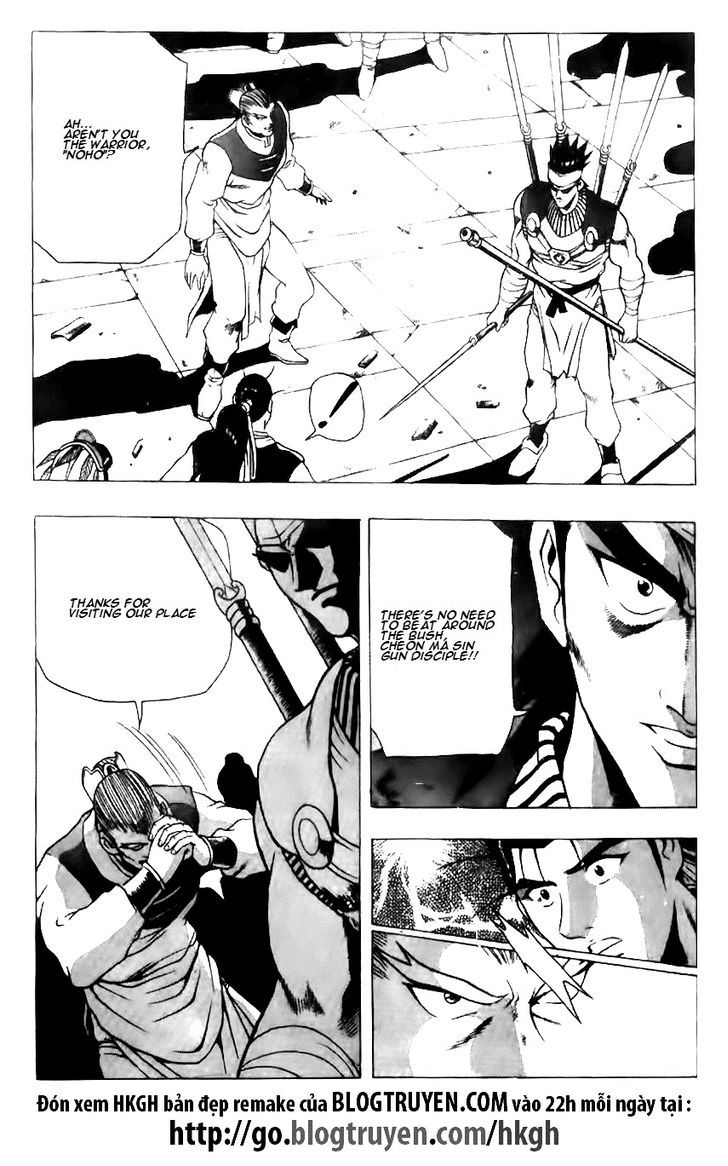 AH...
AREN'T YOU
THE WARRIOR,
"NOHO"?
!
THANKS FOR
VISITING OUR PLACE
THERE'S NO NEED
TO BEAT AROUND
THE BUSH,
CHEON MA SIN
GUN DISCIPLE!!
Đón xem HKGH bản đẹp remake của BLOGTRUYEN.COM vào 22h mỗi ngày tại :
http://go.blogtruyen.com/hkgh